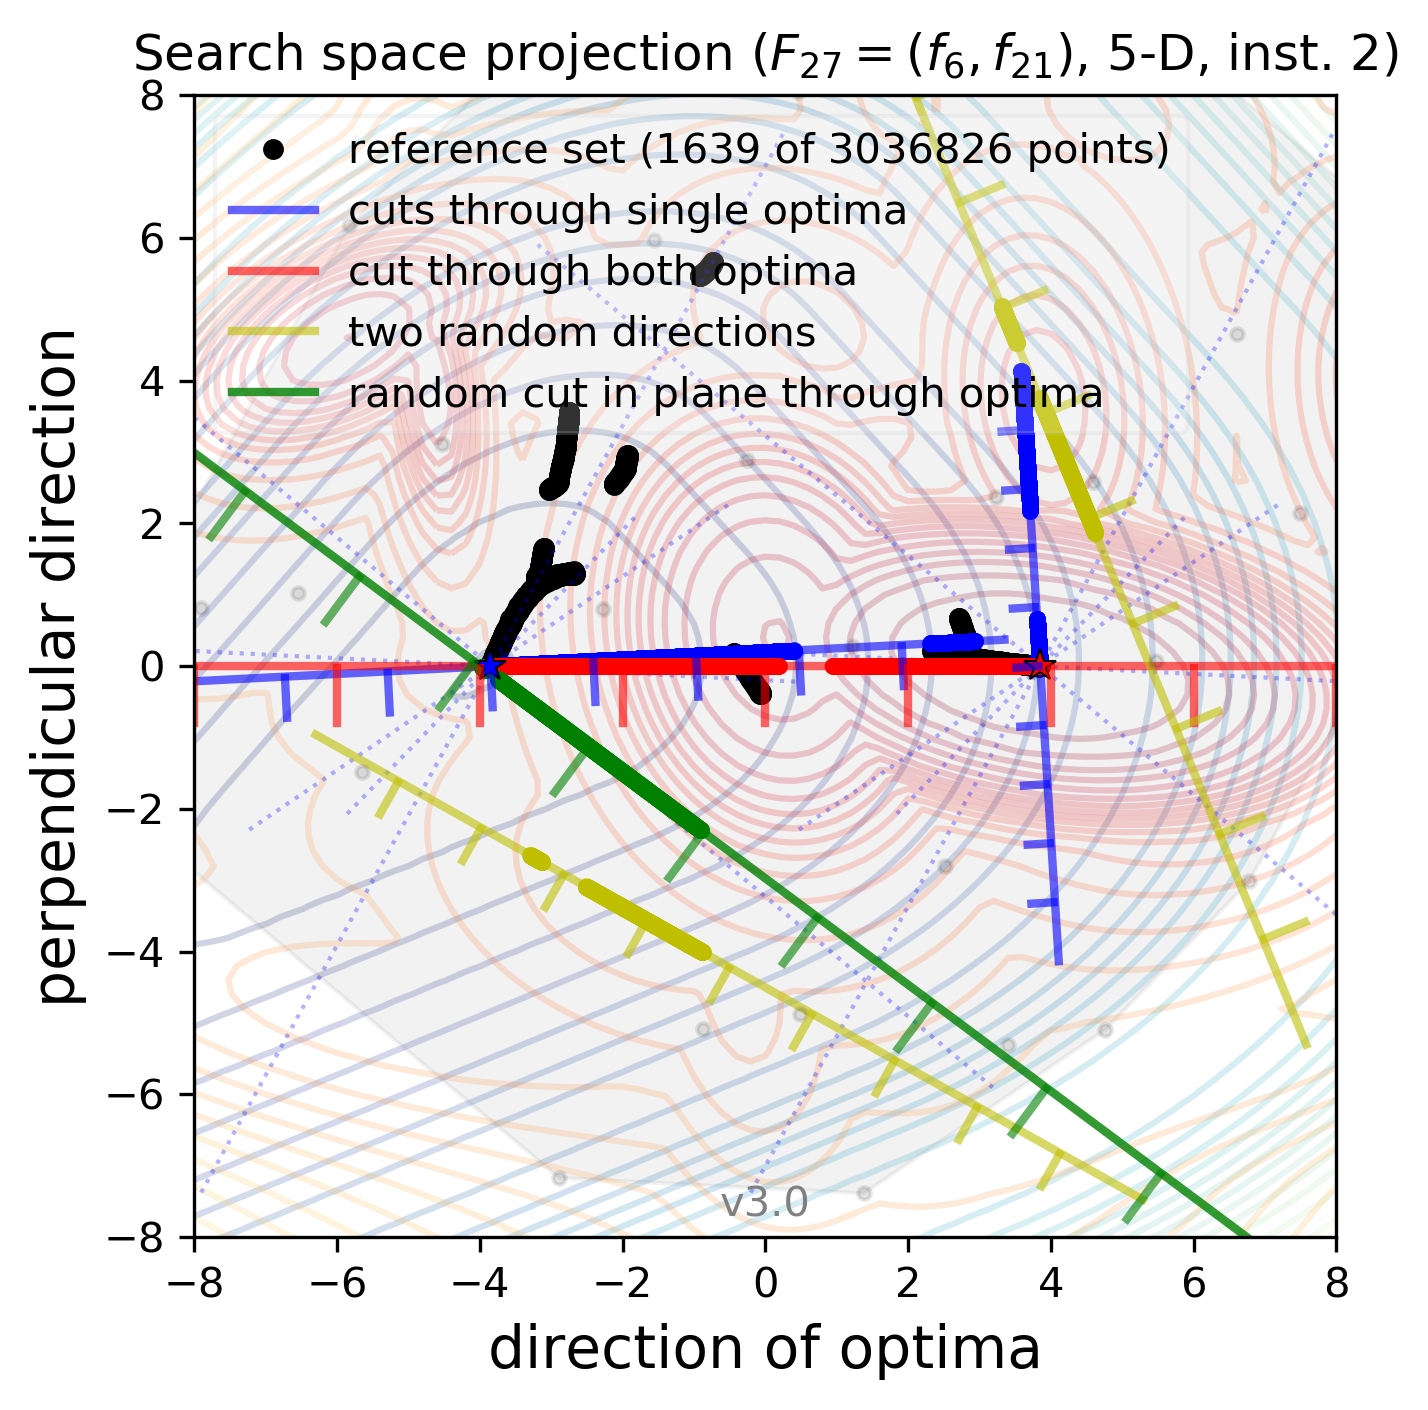 Search space projection (F₂₇ = (f₆, f₂₁), 5-D, inst. 2)
8
6
4
2
0
−2
−4
−6
−8
reference set (1639 of 3036826 points)
cuts through single optima
cut through both optima
two random directions
random cut in plane through optima
perpendicular direction
v3.0
−8 −6 −4 −2 0 2 4 6 8
direction of optima